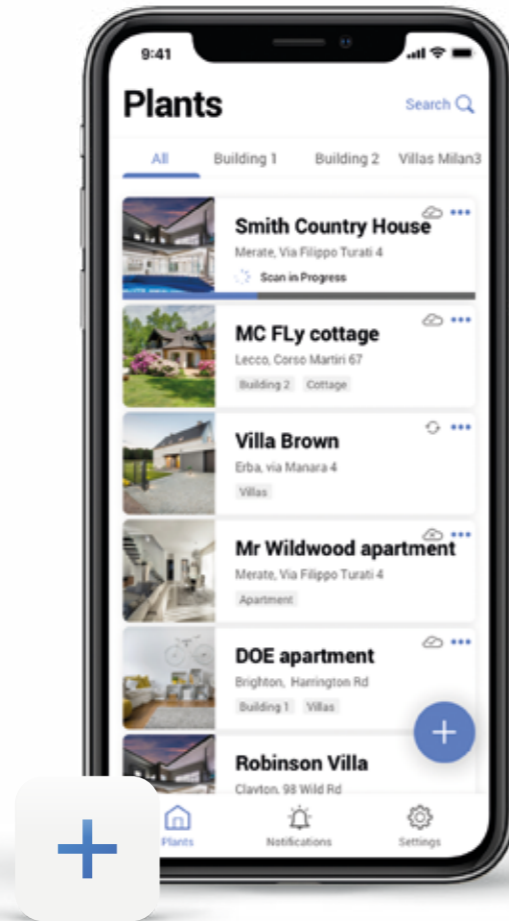 9:41
Plants
Search
All Building 1 Building 2 Villas Milan3
Smith Country House
Merate, Via Filippo Turati 4
Scan in Progress
MC FLy cottage
Lecco, Corso Martiri 67
Building 2 Cottage
Villa Brown
Erba, via Manara 4
Villas
Mr Wildwood apartment
Merate, Via Filippo Turati 4
Apartment
DOE apartment
Brighton, Harrington Rd
Building 1 Villas
Robinson Villa
Clayton, 98 Wild Rd
Plants Notifications Settings